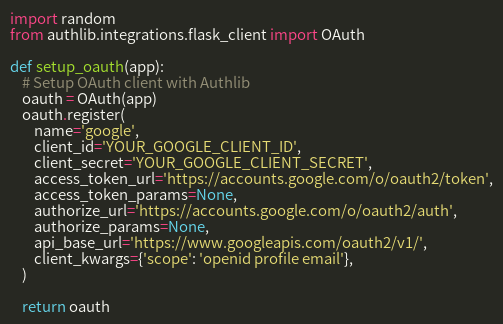 import random
from authlib.integrations.flask_client import OAuth

def setup_oauth(app):
    # Setup OAuth client with Authlib
    oauth = OAuth(app)
    oauth.register(
        name='google',
        client_id='YOUR_GOOGLE_CLIENT_ID',
        client_secret='YOUR_GOOGLE_CLIENT_SECRET',
        access_token_url='https://accounts.google.com/o/oauth2/token',
        access_token_params=None,
        authorize_url='https://accounts.google.com/o/oauth2/auth',
        authorize_params=None,
        api_base_url='https://www.googleapis.com/oauth2/v1/',
        client_kwargs={'scope': 'openid profile email'},
    )

    return oauth